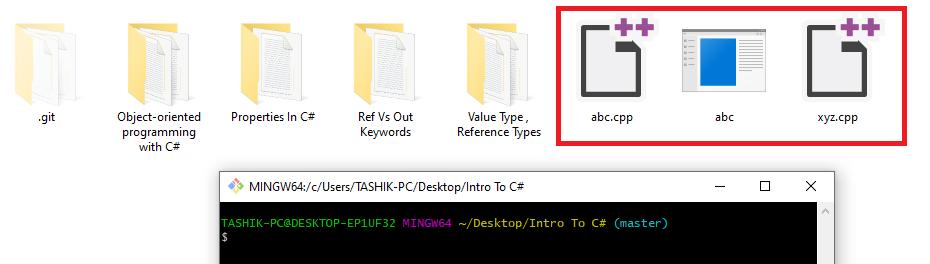 .git
Object-oriented
programming
with C#
Properties In C#
Ref Vs Out
Keywords
Value Type ,
Reference Types
abc.cpp
abc
xyz.cpp
MINGW64:/c/Users/TASHIK-PC/Desktop/Intro To C#
TASHIK-PC@DESKTOP-EP1UF32 MINGW64 ~/Desktop/Intro To C# (master)
$